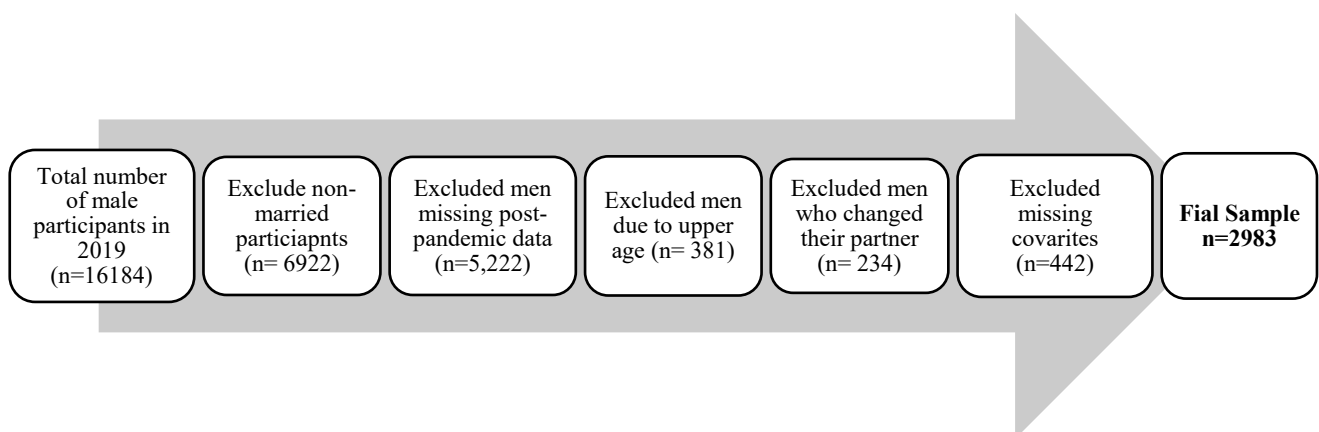 Total number
of male
participants in
2019
(n=16184)
Exclude non-
married
particiapnts
(n= 6922)
Excluded men
missing post-
pandemic data
(n=5,222)
Excluded men
due to upper
age (n= 381)
Excluded men
who changed
their partner
(n= 234)
Excluded
missing
covarites
(n=442)
Fial Sample
n=2983